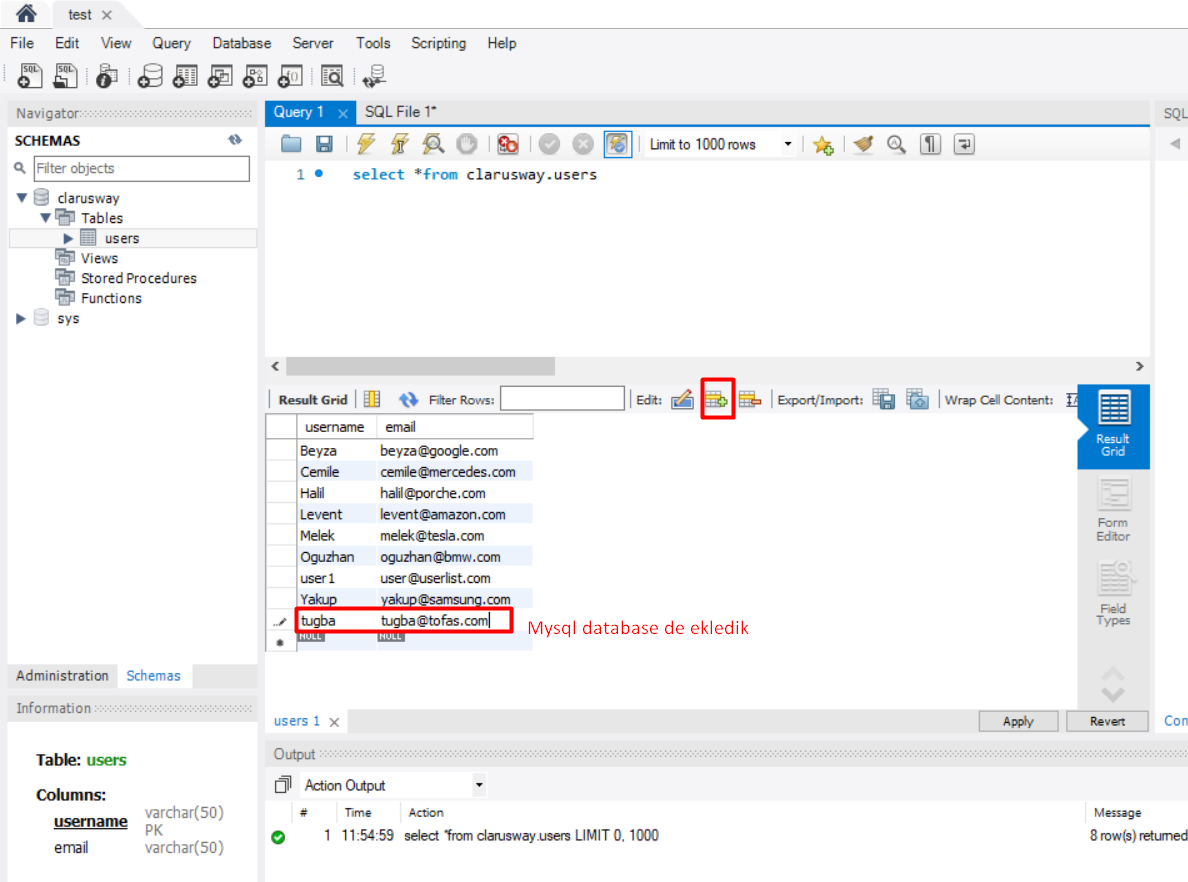 test
File Edit View Query Database Server Tools Scripting Help
Navigator
SCHEMAS
Filter objects
clarusway
Tables
users
Views
Stored Procedures
Functions
sys
Administration Schemas
Information
Table: users
Columns:
username varchar(50) PK
email varchar(50)
Query 1 SQL File 1*
Limit to 1000 rows
1 select *from clarusway.users
Result Grid Filter Rows: Edit: Export/Import: Wrap Cell Content:
username email
Beyza beyza@google.com
Cemile cemile@mercedes.com
Halil halil@porche.com
Levent levent@amazon.com
Melek melek@tesla.com
Oguzhan oguzhan@bmw.com
user1 user@userlist.com
Yakup yakup@samsung.com
tugba tugba@tofas.com
NULL NULL
Mysql database de ekledik
Result
Grid
Form
Editor
Field
Types
users 1 Apply Revert
Output
Action Output
# Time Action Message
1 11:54:59 select *from clarusway.users LIMIT 0, 1000 8 row(s) returned
SQL